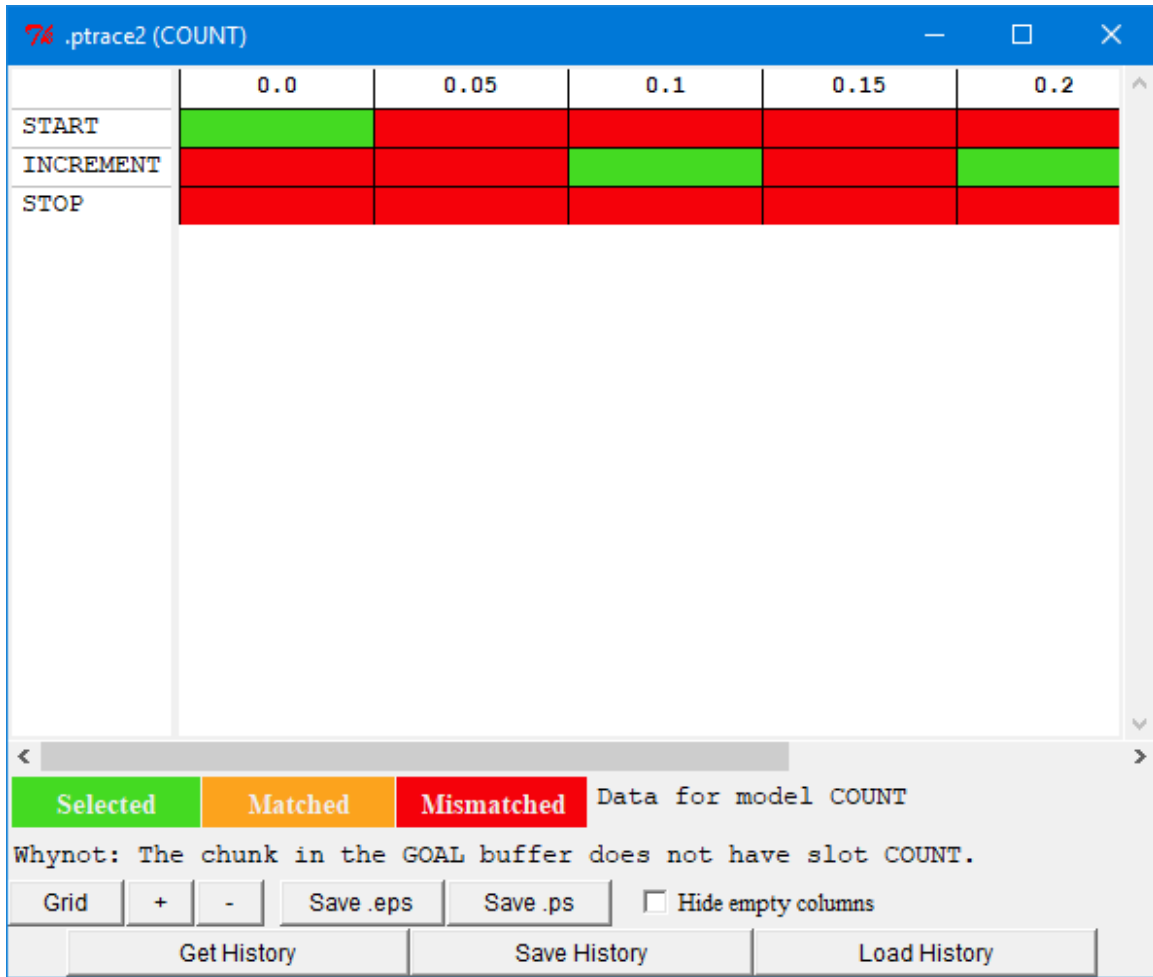 .ptrace2 (COUNT)
0.0 0.05 0.1 0.15 0.2
START
INCREMENT
STOP
Selected Matched Mismatched Data for model COUNT
Whynot: The chunk in the GOAL buffer does not have slot COUNT.
Grid + - Save .eps Save .ps Hide empty columns
Get History Save History Load History